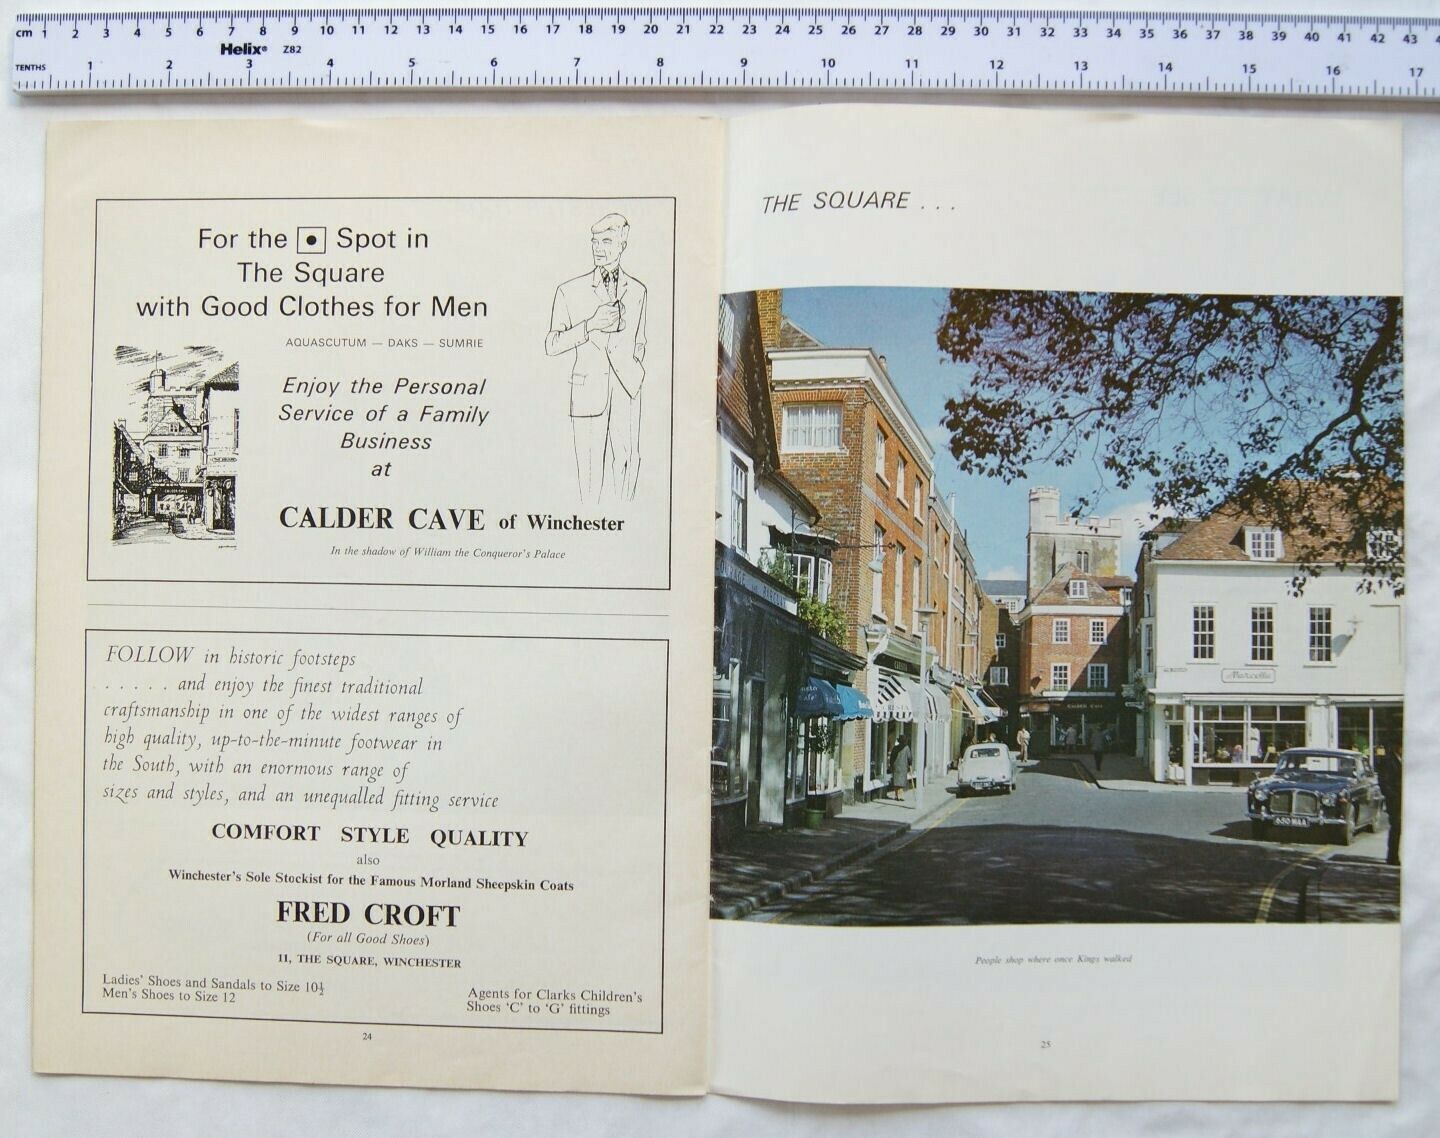 cm 1 2 3 4 5 6 7 8 9 10 11 12 13 14 15 16 17 18 19 20 21 22 23 24 25 26 27 28 29 30 31 32 33 34 35 36 37 38 39 40 41 42 43
Helix® Z82
TENTHS 1 2 3 4 5 6 7 8 9 10 11 12 13 14 15 16 17
For the Spot in
The Square
with Good Clothes for Men
AQUASCUTUM — DAKS — SUMRIE
Enjoy the Personal
Service of a Family
Business
at
CALDER CAVE
CALDER CAVE of Winchester
In the shadow of William the Conqueror's Palace
FOLLOW in historic footsteps
. . . . . . and enjoy the finest traditional
craftsmanship in one of the widest ranges of
high quality, up-to-the-minute footwear in
the South, with an enormous range of
sizes and styles, and an unequalled fitting service
COMFORT STYLE QUALITY
also
Winchester's Sole Stockist for the Famous Morland Sheepskin Coats
FRED CROFT
(For all Good Shoes)
11, THE SQUARE, WINCHESTER
Ladies' Shoes and Sandals to Size 10½
Men's Shoes to Size 12
Agents for Clarks Children's
Shoes 'C' to 'G' fittings
24
THE SQUARE . . .
CALDER CAVE
Marcella
People shop where once Kings walked
25